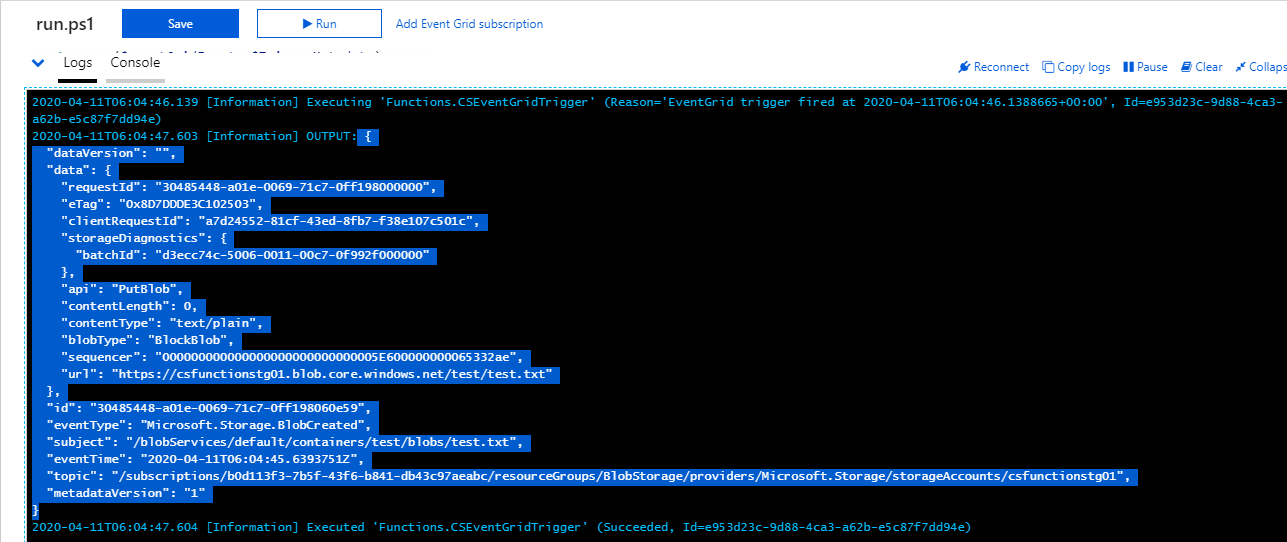 run.ps1
Save
Run
Add Event Grid subscription
Logs
Console
Reconnect
Copy logs
Pause
Clear
Collaps
2020-04-11T06:04:46.139 [Information] Executing 'Functions.CSEventGridTrigger' (Reason='EventGrid trigger fired at 2020-04-11T06:04:46.1388665+00:00', Id=e953d23c-9d88-4ca3-
a62b-e5c87f7dd94e)
2020-04-11T06:04:47.603 [Information] OUTPUT: {
"dataVersion": "",
"data": {
"requestId": "30485448-a01e-0069-71c7-0ff198000000",
"eTag": "0x8D7DDDE3C102503",
"clientRequestId": "a7d24552-81cf-43ed-8fb7-f38e107c501c",
"storageDiagnostics": {
"batchId": "d3ecc74c-5006-0011-00c7-0f992f000000"
},
"api": "PutBlob",
"contentLength": 0,
"contentType": "text/plain",
"blobType": "BlockBlob",
"sequencer": "00000000000000000000000000005E600000000065332ae",
"url": "https://csfunctionstg01.blob.core.windows.net/test/test.txt"
},
"id": "30485448-a01e-0069-71c7-0ff198060e59",
"eventType": "Microsoft.Storage.BlobCreated",
"subject": "/blobServices/default/containers/test/blobs/test.txt",
"eventTime": "2020-04-11T06:04:45.6393751Z",
"topic": "/subscriptions/b0d113f3-7b5f-43f6-b841-db43c97aeabc/resourceGroups/BlobStorage/providers/Microsoft.Storage/storageAccounts/csfunctionstg01",
"metadataVersion": "1"
}
2020-04-11T06:04:47.604 [Information] Executed 'Functions.CSEventGridTrigger' (Succeeded, Id=e953d23c-9d88-4ca3-a62b-e5c87f7dd94e)